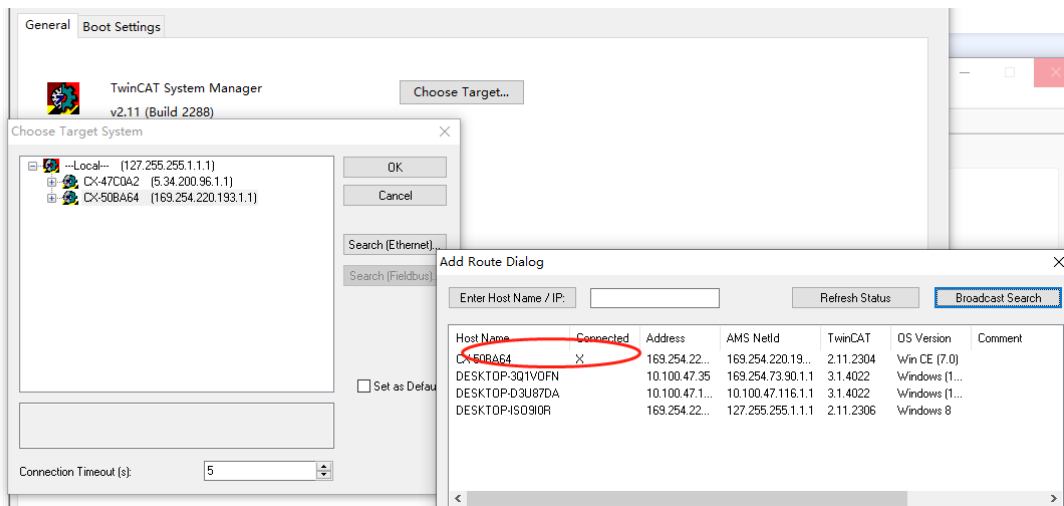 General Boot Settings
TwinCAT System Manager
v2.11 (Build 2288)
Choose Target...
Choose Target System
---Local--- (127.255.255.1.1.1)
CX-47C0A2 (5.34.200.96.1.1)
CX-50BA64 (169.254.220.193.1.1)
OK
Cancel
Search (Ethernet)...
Search (Fieldbus)
Set as Defau
Connection Timeout (s): 5
Add Route Dialog
Enter Host Name / IP: Refresh Status Broadcast Search
Host Name Connected Address AMS NetId TwinCAT OS Version Comment
CX-50BA64 X 169.254.22... 169.254.220.19... 2.11.2304 Win CE (7.0)
DESKTOP-3Q1VOFN 10.100.47.35 169.254.73.90.1.1 3.1.4022 Windows (1...
DESKTOP-D3U87DA 10.100.47.1... 10.100.47.116.1.1 3.1.4022 Windows (1...
DESKTOP-ISO9I0R 169.254.22... 127.255.255.1.1.1 2.11.2306 Windows 8